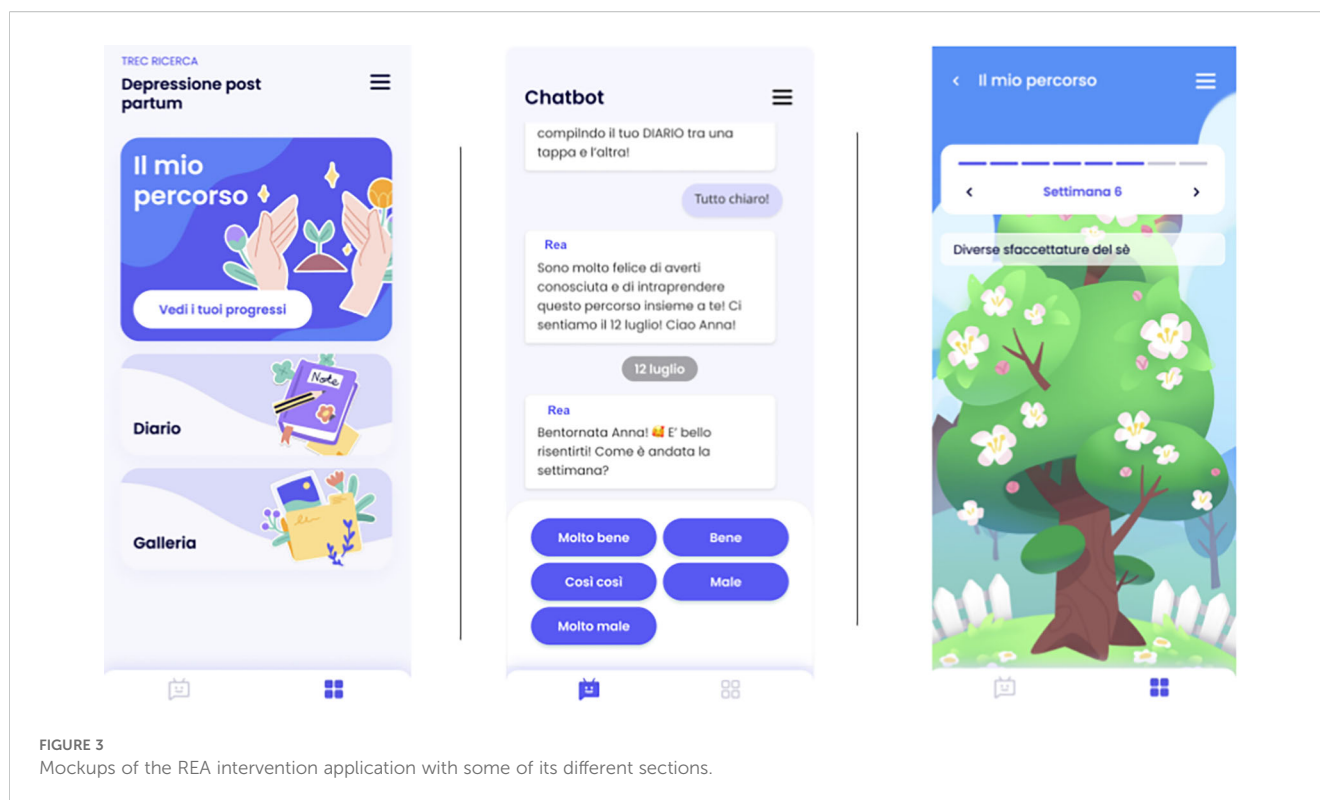 TREC RICERCA
Depressione post
partum
Il mio
percorso
Vedi i tuoi progressi
Note
Diario
Galleria
Chatbot
compilndo il tuo DIARIO tra una
tappa e l'altra!
Tutto chiaro!
Rea
Sono molto felice di averti
conosciuta e di intraprendere
questo percorso insieme a te! Ci
sentiamo il 12 luglio! Ciao Anna!
12 luglio
Rea
Bentornata Anna! 🥰 E' bello
risentirti! Come è andata la
settimana?
Molto bene
Bene
Così così
Male
Molto male
Il mio percorso
Settimana 6
Diverse sfaccettature del sè
FIGURE 3
Mockups of the REA intervention application with some of its different sections.